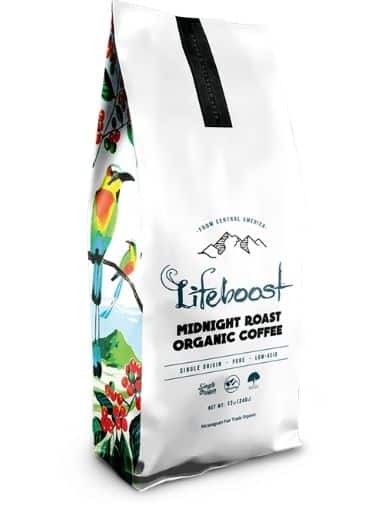 FROM CENTRAL AMERICA
Lifeboost
MIDNIGHT ROAST
ORGANIC COFFEE
SINGLE ORIGIN · PURE · LOW-ACID
NET WT. 12oz (340g)
Nicaraguan Fair Trade Organic